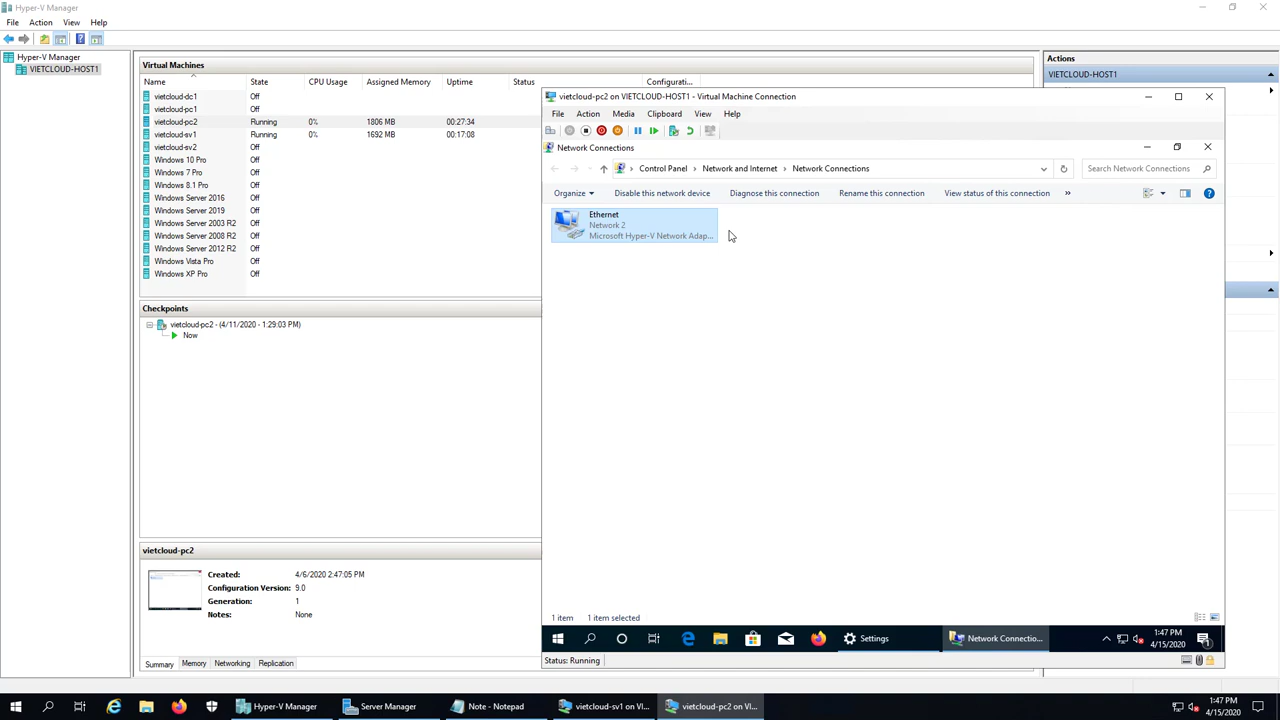 Hyper-V Manager
File Action View Help
Hyper-V Manager
VIETCLOUD-HOST1
Virtual Machines
Name State CPU Usage Assigned Memory Uptime Status Configurati...
vietcloud-dc1 Off
vietcloud-pc1 Off
vietcloud-pc2 Running 0% 1806 MB 00:27:34
vietcloud-sv1 Running 0% 1692 MB 00:17:08
vietcloud-sv2 Off
Windows 10 Pro Off
Windows 7 Pro Off
Windows 8.1 Pro Off
Windows Server 2016 Off
Windows Server 2019 Off
Windows Server 2003 R2 Off
Windows Server 2008 R2 Off
Windows Server 2012 R2 Off
Windows Vista Pro Off
Windows XP Pro Off
Checkpoints
vietcloud-pc2 - (4/11/2020 - 1:29:03 PM)
Now
vietcloud-pc2
Created: 4/6/2020 2:47:05 PM
Configuration Version: 9.0
Generation: 1
Notes: None
Summary Memory Networking Replication
Actions
VIETCLOUD-HOST1
vietcloud-pc2 on VIETCLOUD-HOST1 - Virtual Machine Connection
File Action Media Clipboard View Help
Network Connections
Control Panel > Network and Internet > Network Connections
Search Network Connections
Organize Disable this network device Diagnose this connection Rename this connection View status of this connection »
Ethernet
Network 2
Microsoft Hyper-V Network Adap...
1 item 1 item selected
Settings
Network Connectio...
1:47 PM
4/15/2020
1
Status: Running
Hyper-V Manager
Server Manager
Note - Notepad
vietcloud-sv1 on VI...
vietcloud-pc2 on VI...
1:47 PM
4/15/2020